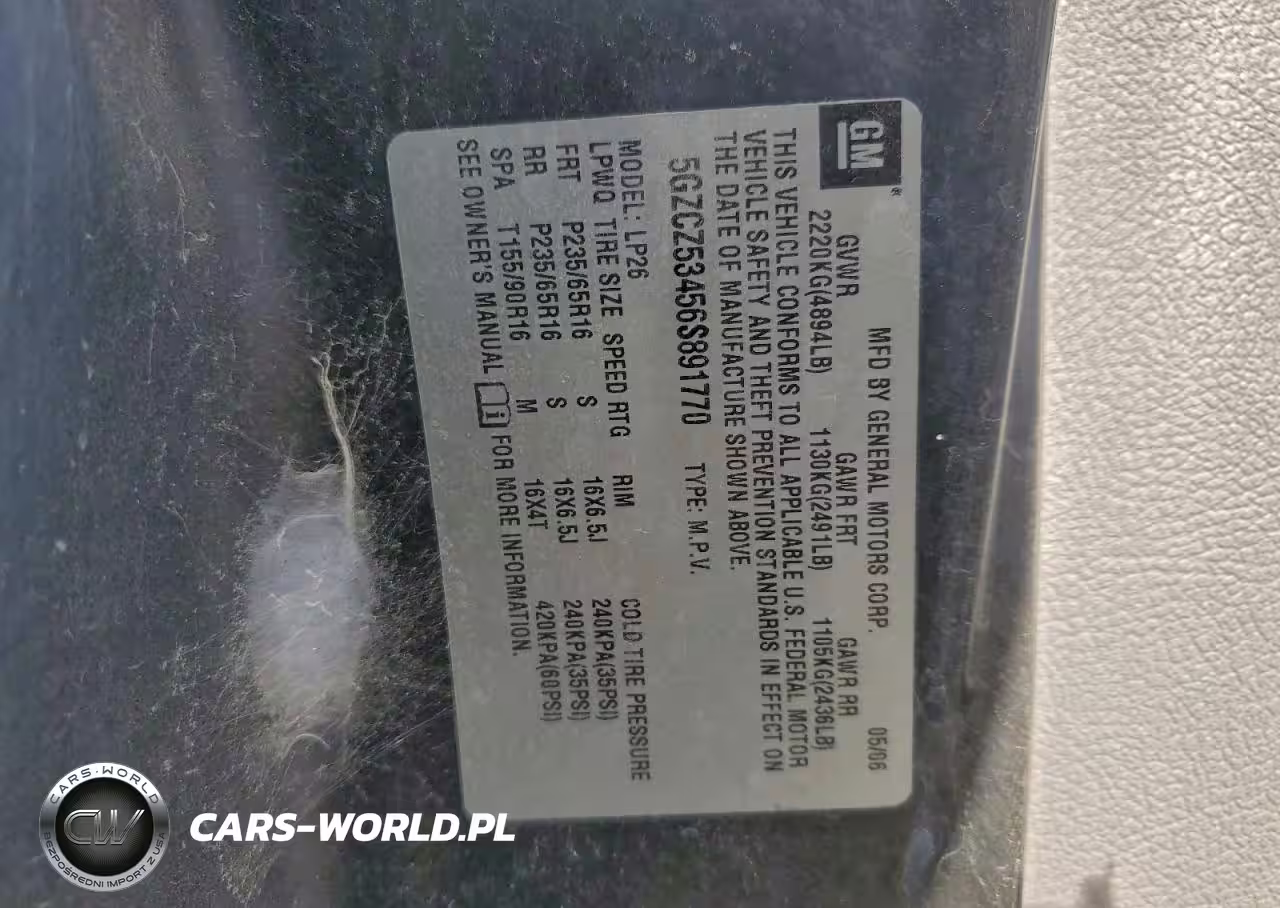 GM
MFD BY GENERAL MOTORS CORP. 05/06
GVWR GAWR FRT GAWR RR
2220KG(4894LB) 1130KG(2491LB) 1105KG(2436LB)
THIS VEHICLE CONFORMS TO ALL APPLICABLE U.S. FEDERAL MOTOR
VEHICLE SAFETY AND THEFT PREVENTION STANDARDS IN EFFECT ON
THE DATE OF MANUFACTURE SHOWN ABOVE.
5GZCZ53456S891770 TYPE: M.P.V.
MODEL: LP26
LPWQ TIRE SIZE SPEED RTG RIM COLD TIRE PRESSURE
FRT P235/65R16 S 16X6.5J 240KPA(35PSI)
RR P235/65R16 S 16X6.5J 240KPA(35PSI)
SPA T155/90R16 M 16X4T 420KPA(60PSI)
SEE OWNER'S MANUAL i FOR MORE INFORMATION.
CARS-WORLD
CW
BEZPOŚREDNI IMPORT Z USA
CARS-WORLD.PL